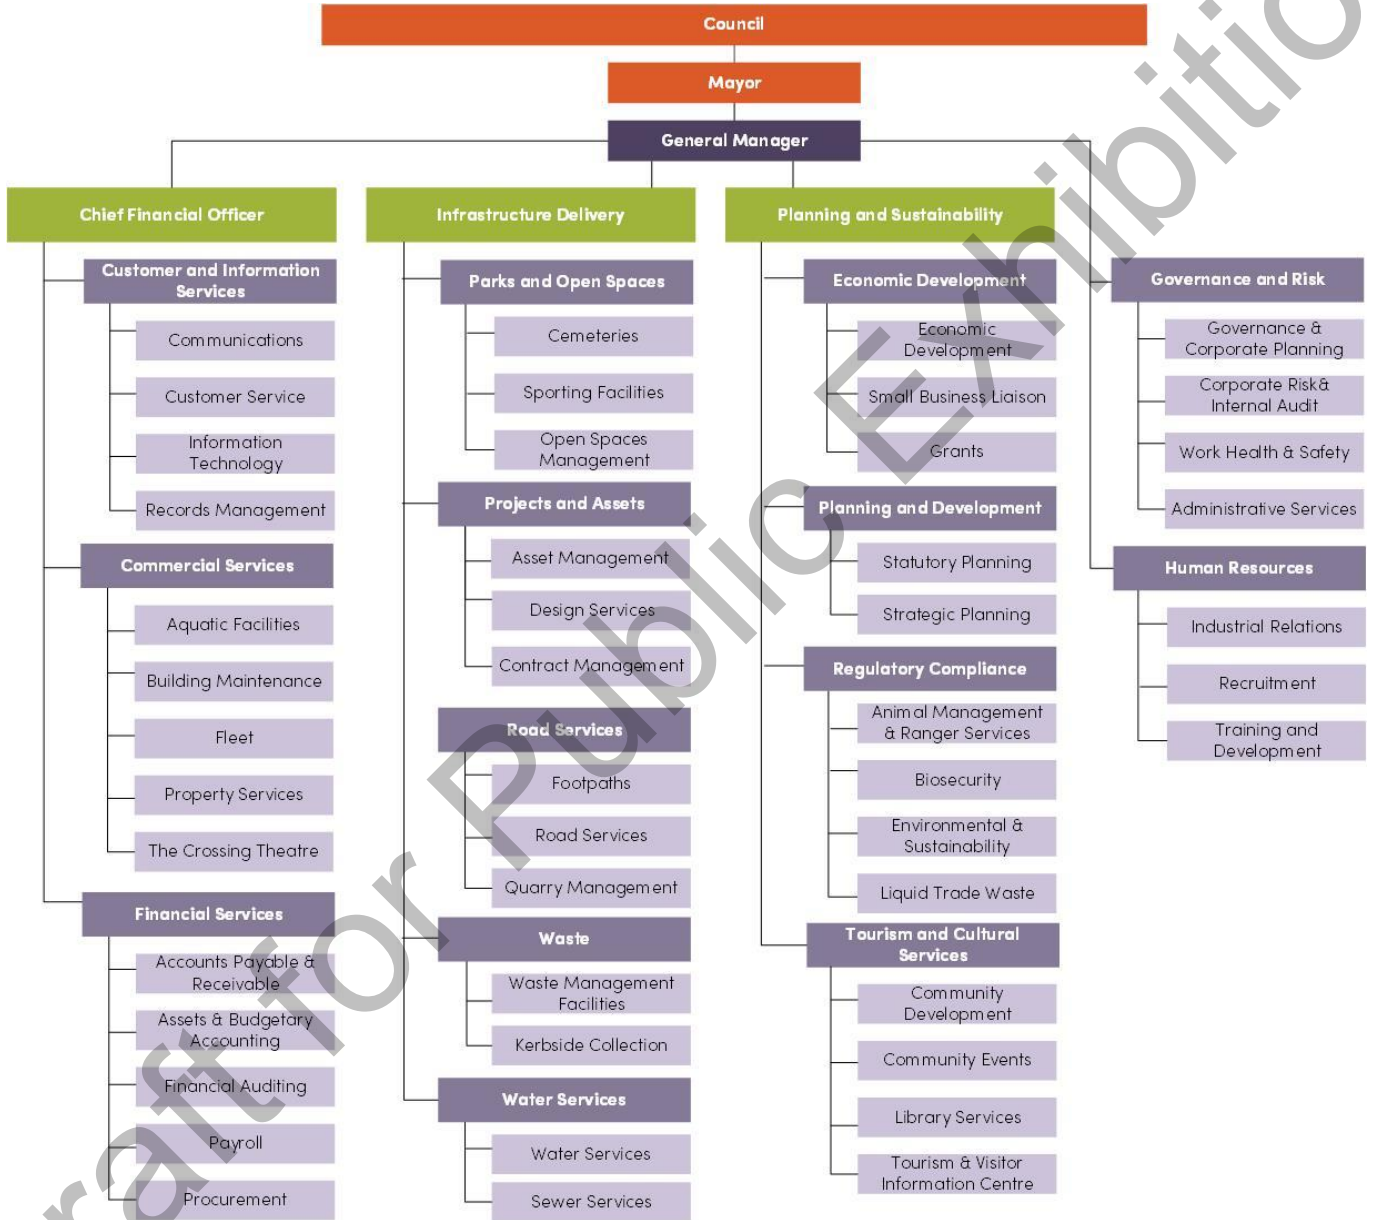 Council
Mayor
General Manager
Chief Financial Officer
Customer and Information
Services
Communications
Customer Service
Information
Technology
Records Management
Commercial Services
Aquatic Facilities
Building Maintenance
Fleet
Property Services
The Crossing Theatre
Financial Services
Accounts Payable &
Receivable
Assets & Budgetary
Accounting
Financial Auditing
Payroll
Procurement
Infrastructure Delivery
Parks and Open Spaces
Cemeteries
Sporting Facilities
Open Spaces
Management
Projects and Assets
Asset Management
Design Services
Contract Management
Road Services
Footpaths
Road Services
Quarry Management
Waste
Waste Management
Facilities
Kerbside Collection
Water Services
Water Services
Sewer Services
Planning and Sustainability
Economic Development
Economic
Development
Small Business Liaison
Grants
Planning and Development
Statutory Planning
Strategic Planning
Regulatory Compliance
Animal Management
& Ranger Services
Biosecurity
Environmental &
Sustainability
Liquid Trade Waste
Tourism and Cultural
Services
Community
Development
Community Events
Library Services
Tourism & Visitor
Information Centre
Governance and Risk
Governance &
Corporate Planning
Corporate Risk&
Internal Audit
Work Health & Safety
Administrative Services
Human Resources
Industrial Relations
Recruitment
Training and
Development
raft for Public Exhibitio